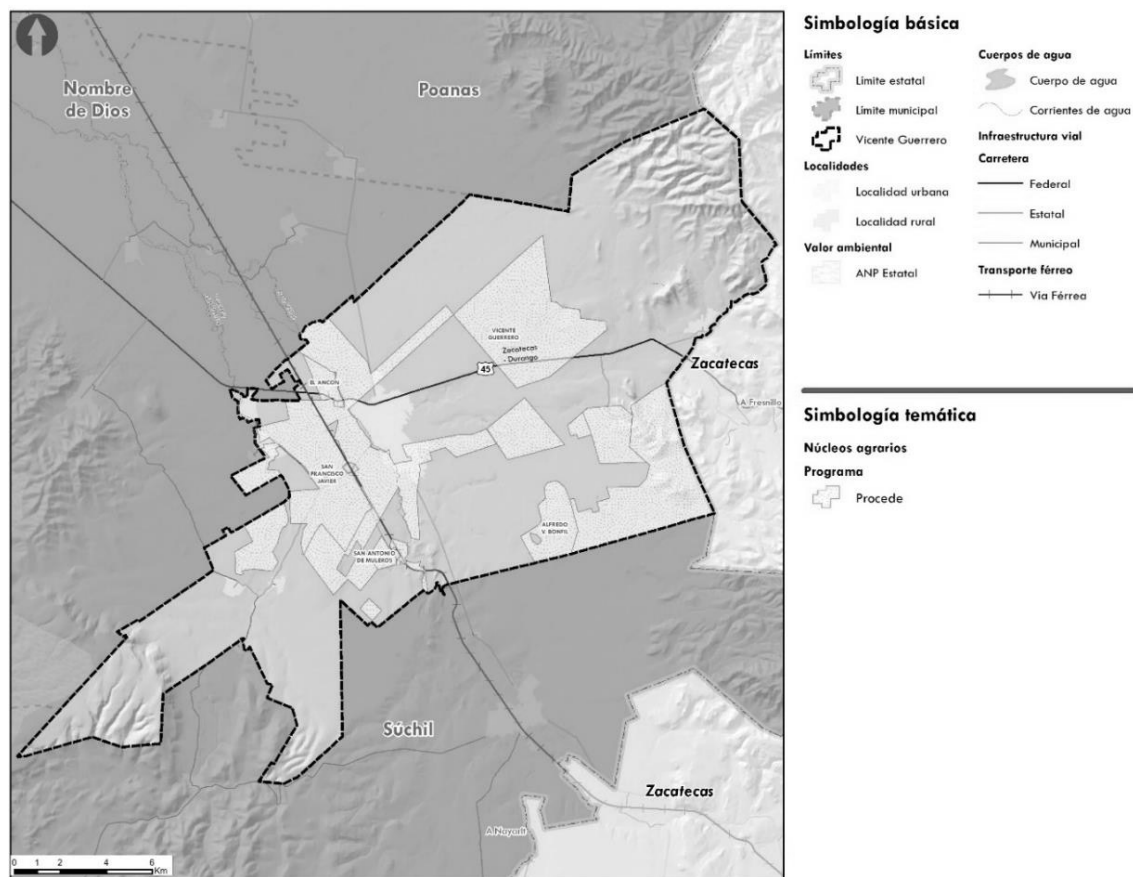 Nombre
de Dios
Poanas
VICENTE
GUERRERO
Zacatecas
- Durango
45
Zacatecas
A Fresnillo
EL ANCON
SAN
FRANCISCO
JAVIER
ALFREDO
V. BONFIL
SAN ANTONIO
DE MULEROS
Súchil
Zacatecas
A Nayarit
0 1 2 4 6
Km
Simbología básica
Límites
Límite estatal
Límite municipal
Vicente Guerrero
Localidades
Localidad urbana
Localidad rural
Valor ambiental
ANP Estatal
Cuerpos de agua
Cuerpo de agua
Corrientes de agua
Infraestructura vial
Carretera
Federal
Estatal
Municipal
Transporte férreo
Vía Férrea
Simbología temática
Núcleos agrarios
Programa
Procede